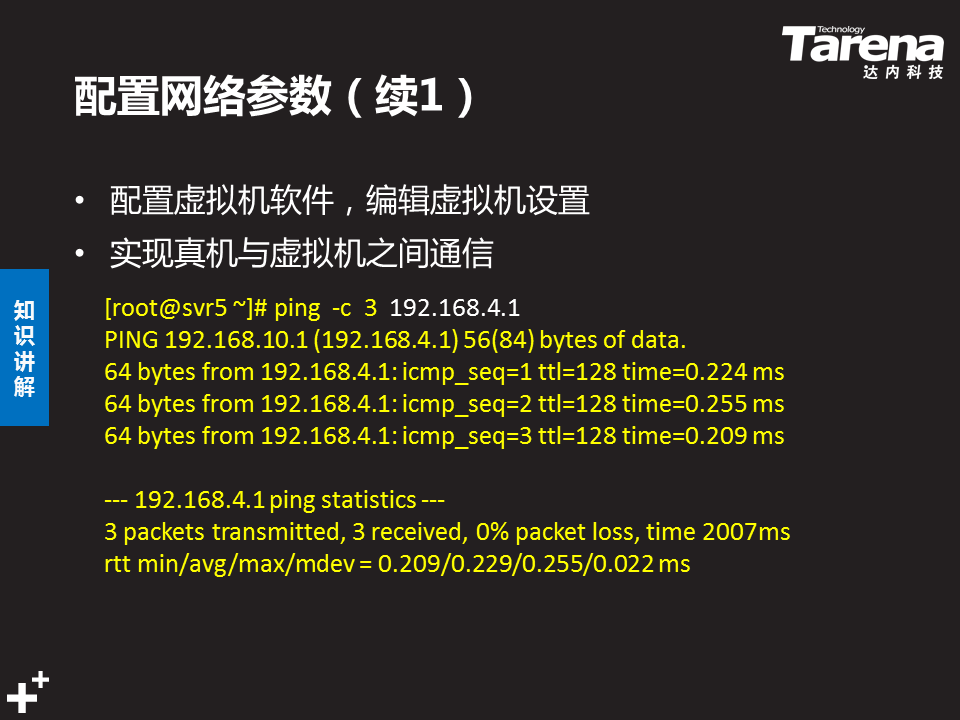 Technology
Tarena
达内科技
配置网络参数（续1）
• 配置虚拟机软件，编辑虚拟机设置
• 实现真机与虚拟机之间通信
知识讲解
[root@svr5 ~]# ping -c 3 192.168.4.1
PING 192.168.10.1 (192.168.4.1) 56(84) bytes of data.
64 bytes from 192.168.4.1: icmp_seq=1 ttl=128 time=0.224 ms
64 bytes from 192.168.4.1: icmp_seq=2 ttl=128 time=0.255 ms
64 bytes from 192.168.4.1: icmp_seq=3 ttl=128 time=0.209 ms
--- 192.168.4.1 ping statistics ---
3 packets transmitted, 3 received, 0% packet loss, time 2007ms
rtt min/avg/max/mdev = 0.209/0.229/0.255/0.022 ms